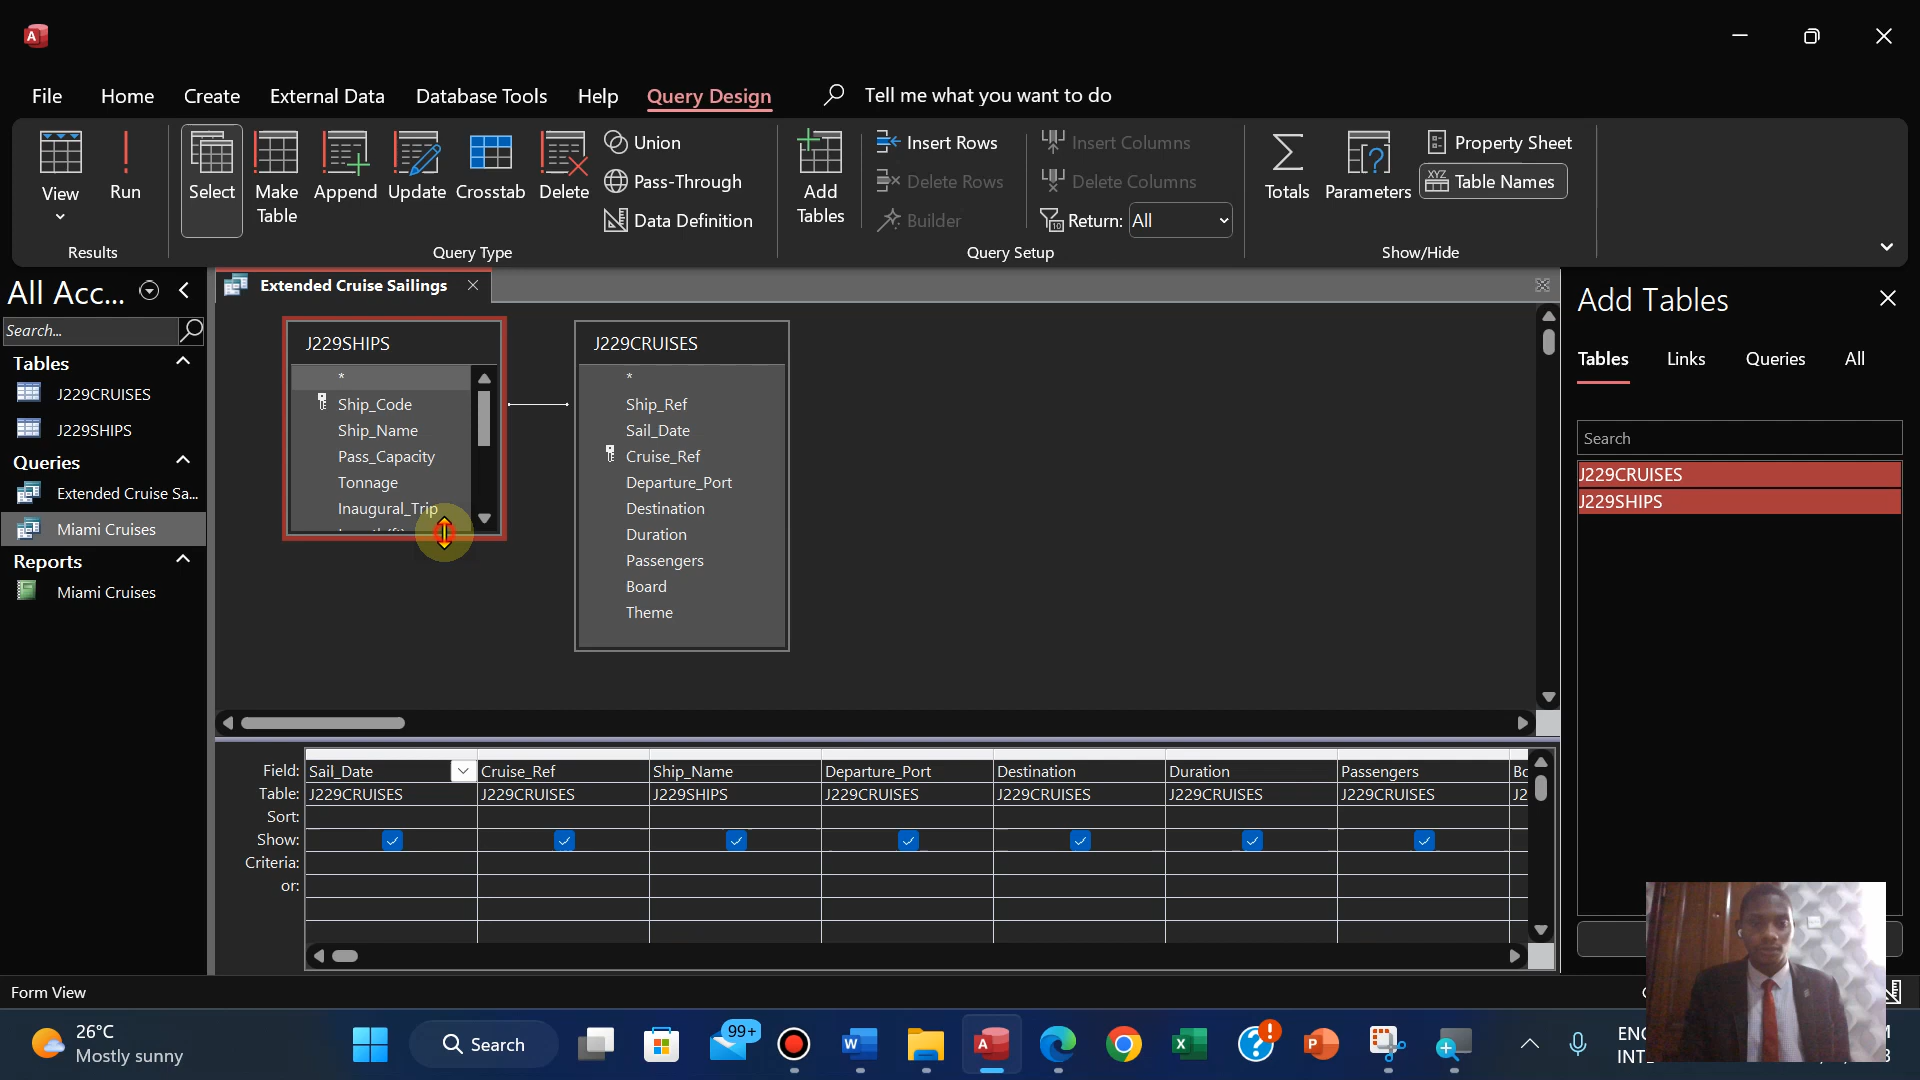 File Home Create External Data Database Tools Help Query Design Tell me what you want to do
View
Run
Select
Make
Table
Append
Update
Crosstab
Delete
Union
Pass-Through
Data Definition
Add
Tables
Insert Rows
Delete Rows
Builder
Insert Columns
Delete Columns
Return: All
Totals
Parameters
Property Sheet
Table Names
Results
Query Type
Query Setup
Show/Hide
All Acc...
Search...
Tables
J229CRUISES
J229SHIPS
Queries
Extended Cruise Sa...
Miami Cruises
Reports
Miami Cruises
Extended Cruise Sailings
J229SHIPS
*
Ship_Code
Ship_Name
Pass_Capacity
Tonnage
Inaugural_Trip
J229CRUISES
*
Ship_Ref
Sail_Date
Cruise_Ref
Departure_Port
Destination
Duration
Passengers
Board
Theme
Field: Sail_Date Cruise_Ref Ship_Name Departure_Port Destination Duration Passengers Bo
Table: J229CRUISES J229CRUISES J229SHIPS J229CRUISES J229CRUISES J229CRUISES J229CRUISES J2
Sort:
Show:
Criteria:
or:
Add Tables
Tables Links Queries All
Search
J229CRUISES
J229SHIPS
Form View
26°C
Mostly sunny
Search
99+
ENG
INT